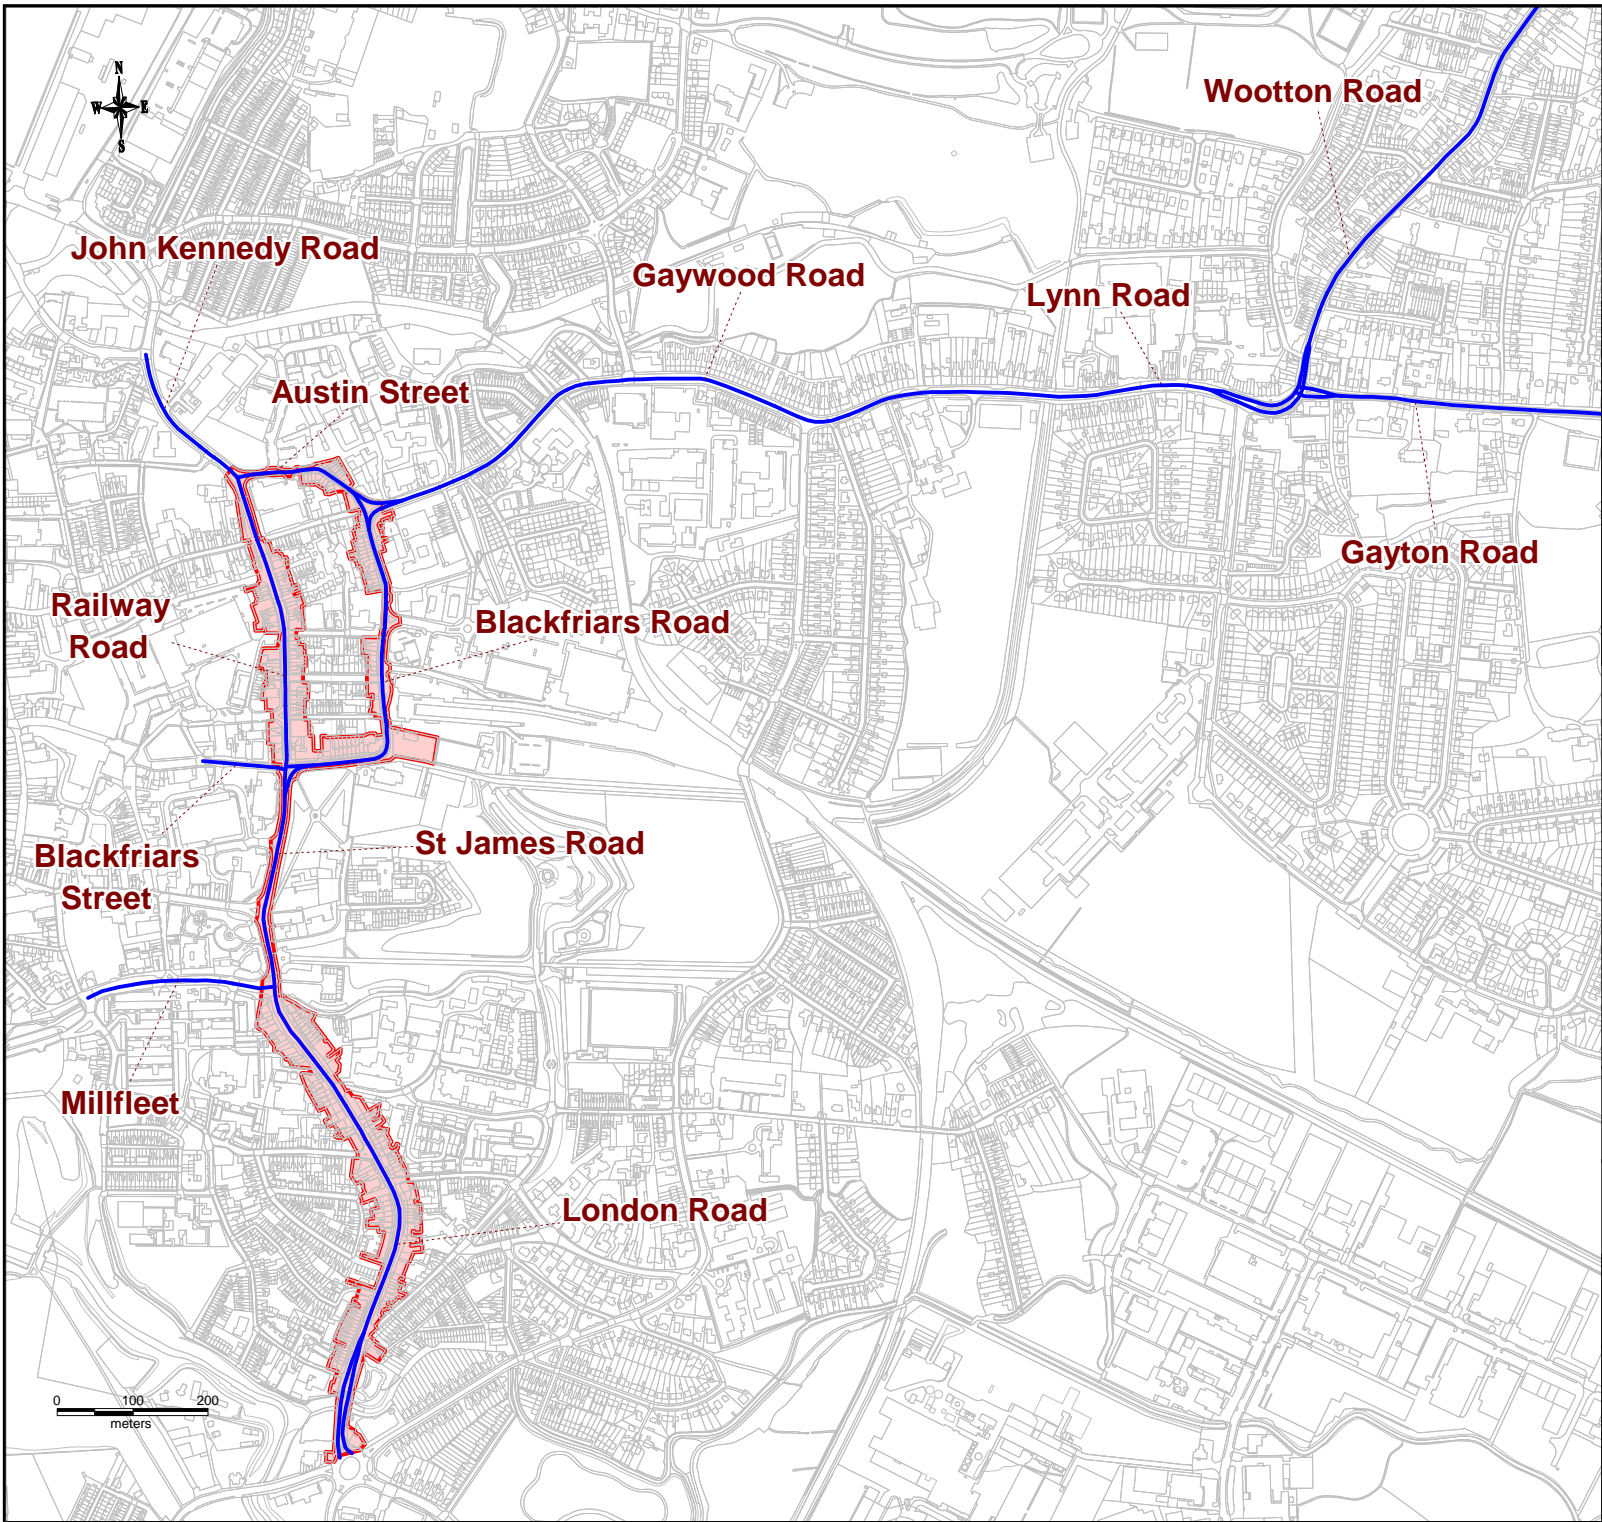 N
W E
S
Wootton Road
John Kennedy Road
Gaywood Road
Lynn Road
Austin Street
Gayton Road
Railway
Road
Blackfriars Road
St James Road
Blackfriars
Street
Millfleet
London Road
0 100 200
meters